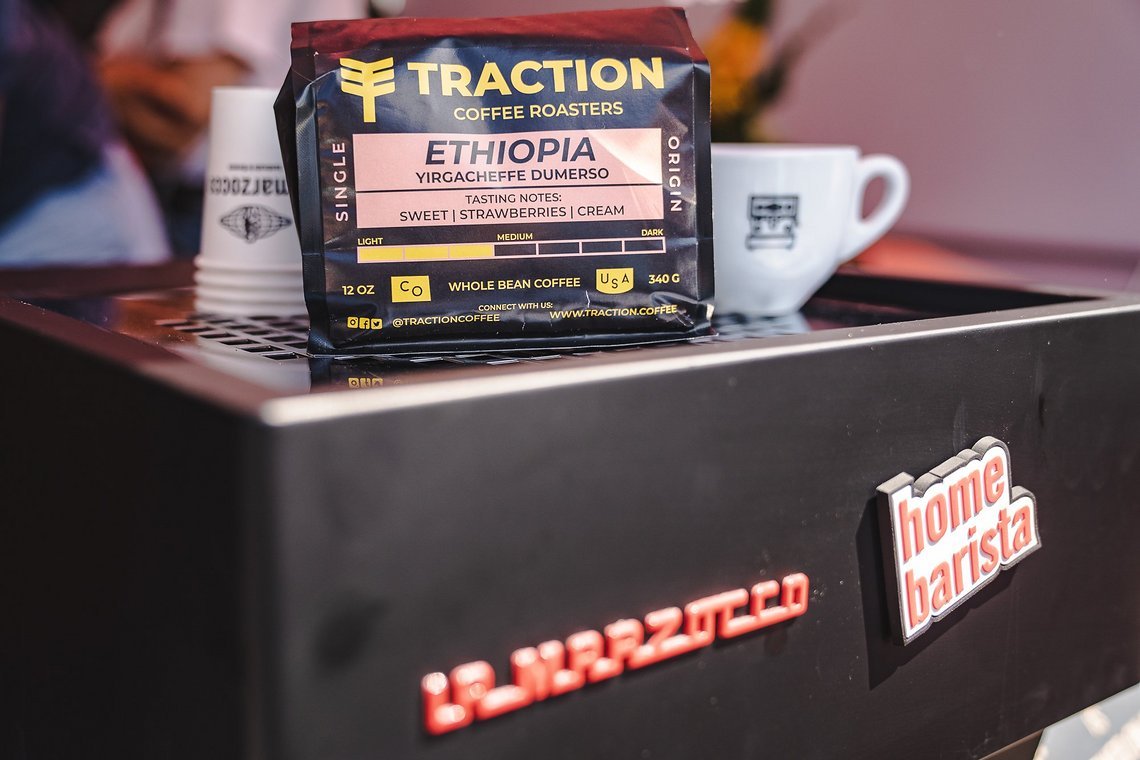 TRACTION
COFFEE ROASTERS
SINGLE
ORIGIN
ETHIOPIA
YIRGACHEFFE DUMERSO
TASTING NOTES:
SWEET | STRAWBERRIES | CREAM
LIGHT MEDIUM DARK
12 OZ CO WHOLE BEAN COFFEE USA 340 G
CONNECT WITH US:
@TRACTIONCOFFEE WWW.TRACTION.COFFEE
marzocco
home
barista
LA MARZOCCO